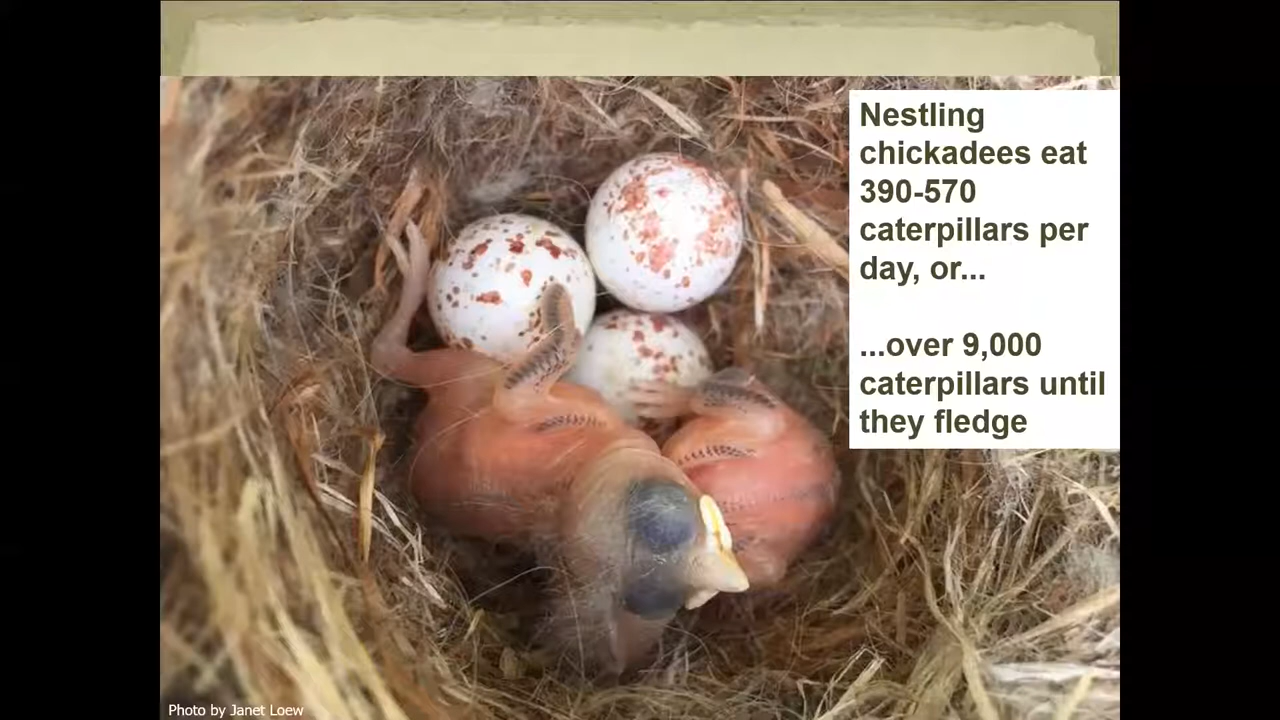 Nestling
chickadees eat
390-570
caterpillars per
day, or...
...over 9,000
caterpillars until
they fledge
Photo by Janet Loew